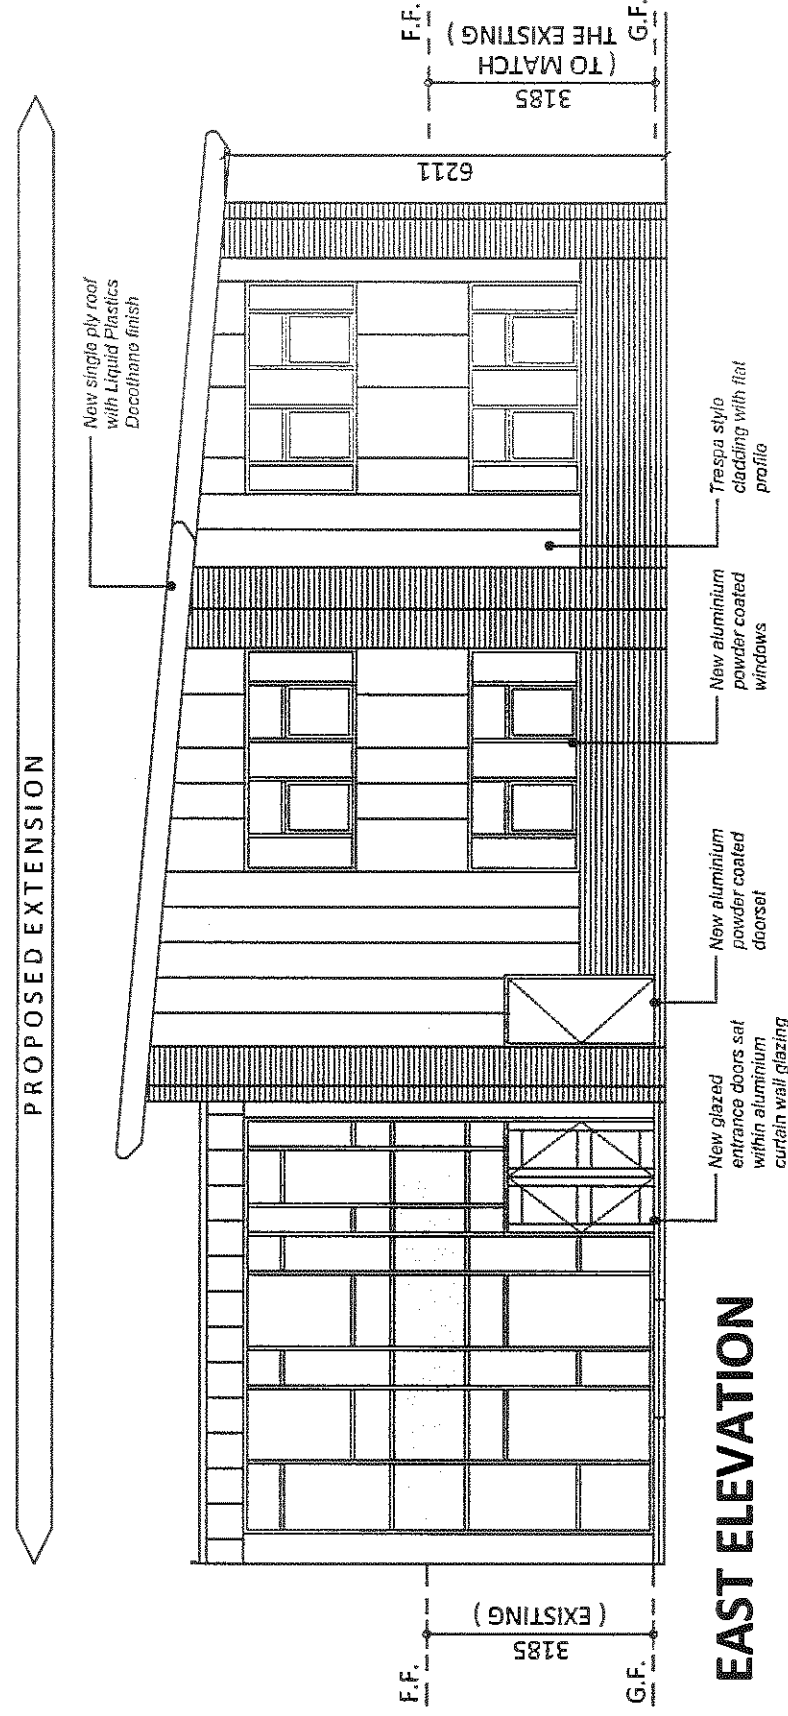 PROPOSED EXTENSION
New single ply roof
with Liquid Plastics
Decothane finish
F.F.
3185
( EXISTING )
G.F.
6211
F.F.
3185
( TO MATCH
THE EXISTING )
G.F.
New glazed
entrance doors sat
within aluminium
curtain wall glazing
New aluminium
powder coated
doorset
New aluminium
powder coated
windows
Trespa style
cladding with flat
profile
EAST ELEVATION